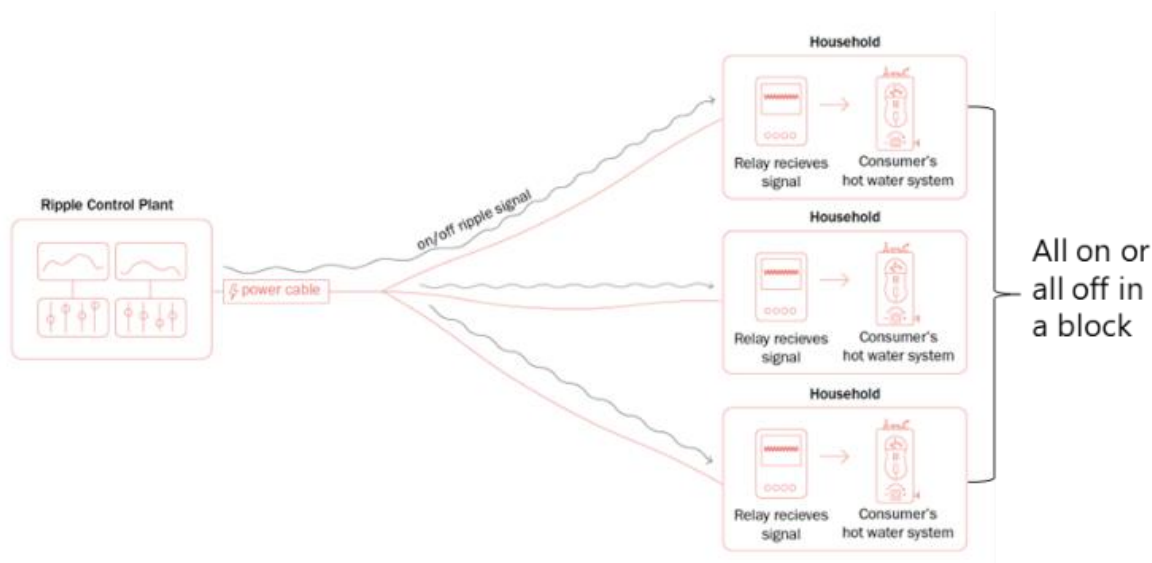 Ripple Control Plant
power cable
on/off ripple signal
Household
Relay recieves
signal
Consumer's
hot water system
Household
Relay recieves
signal
Consumer's
hot water system
Household
Relay recieves
signal
Consumer's
hot water system
All on or
all off in
a block